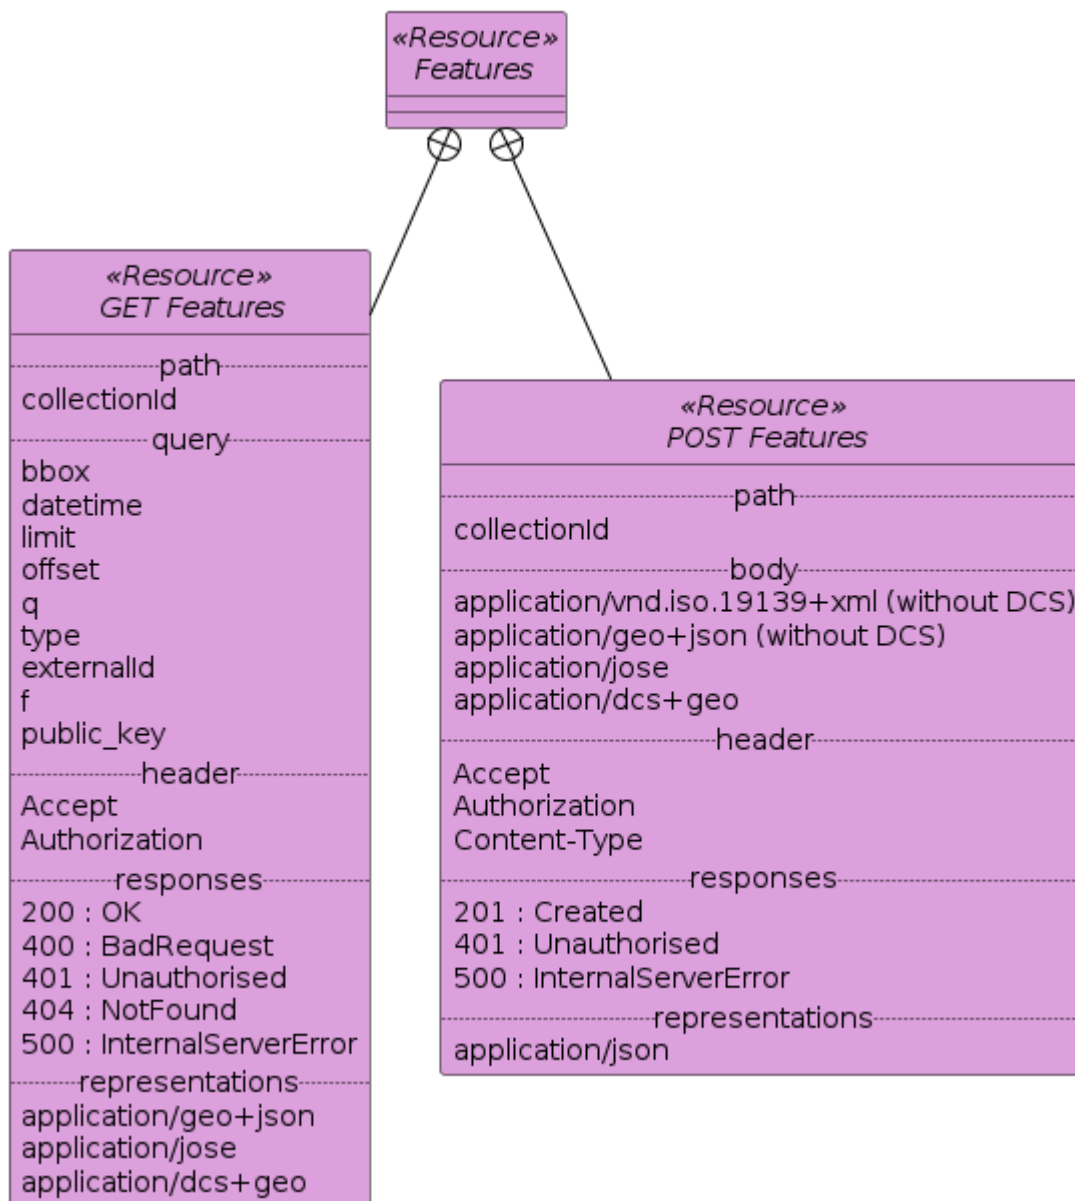 «Resource»
Features
«Resource»
GET Features
path
collectionId
query
bbox
datetime
limit
offset
q
type
externalId
f
public_key
header
Accept
Authorization
responses
200 : OK
400 : BadRequest
401 : Unauthorised
404 : NotFound
500 : InternalServerError
representations
application/geo+json
application/jose
application/dcs+geo
«Resource»
POST Features
path
collectionId
body
application/vnd.iso.19139+xml (without DCS)
application/geo+json (without DCS)
application/jose
application/dcs+geo
header
Accept
Authorization
Content-Type
responses
201 : Created
401 : Unauthorised
500 : InternalServerError
representations
application/json